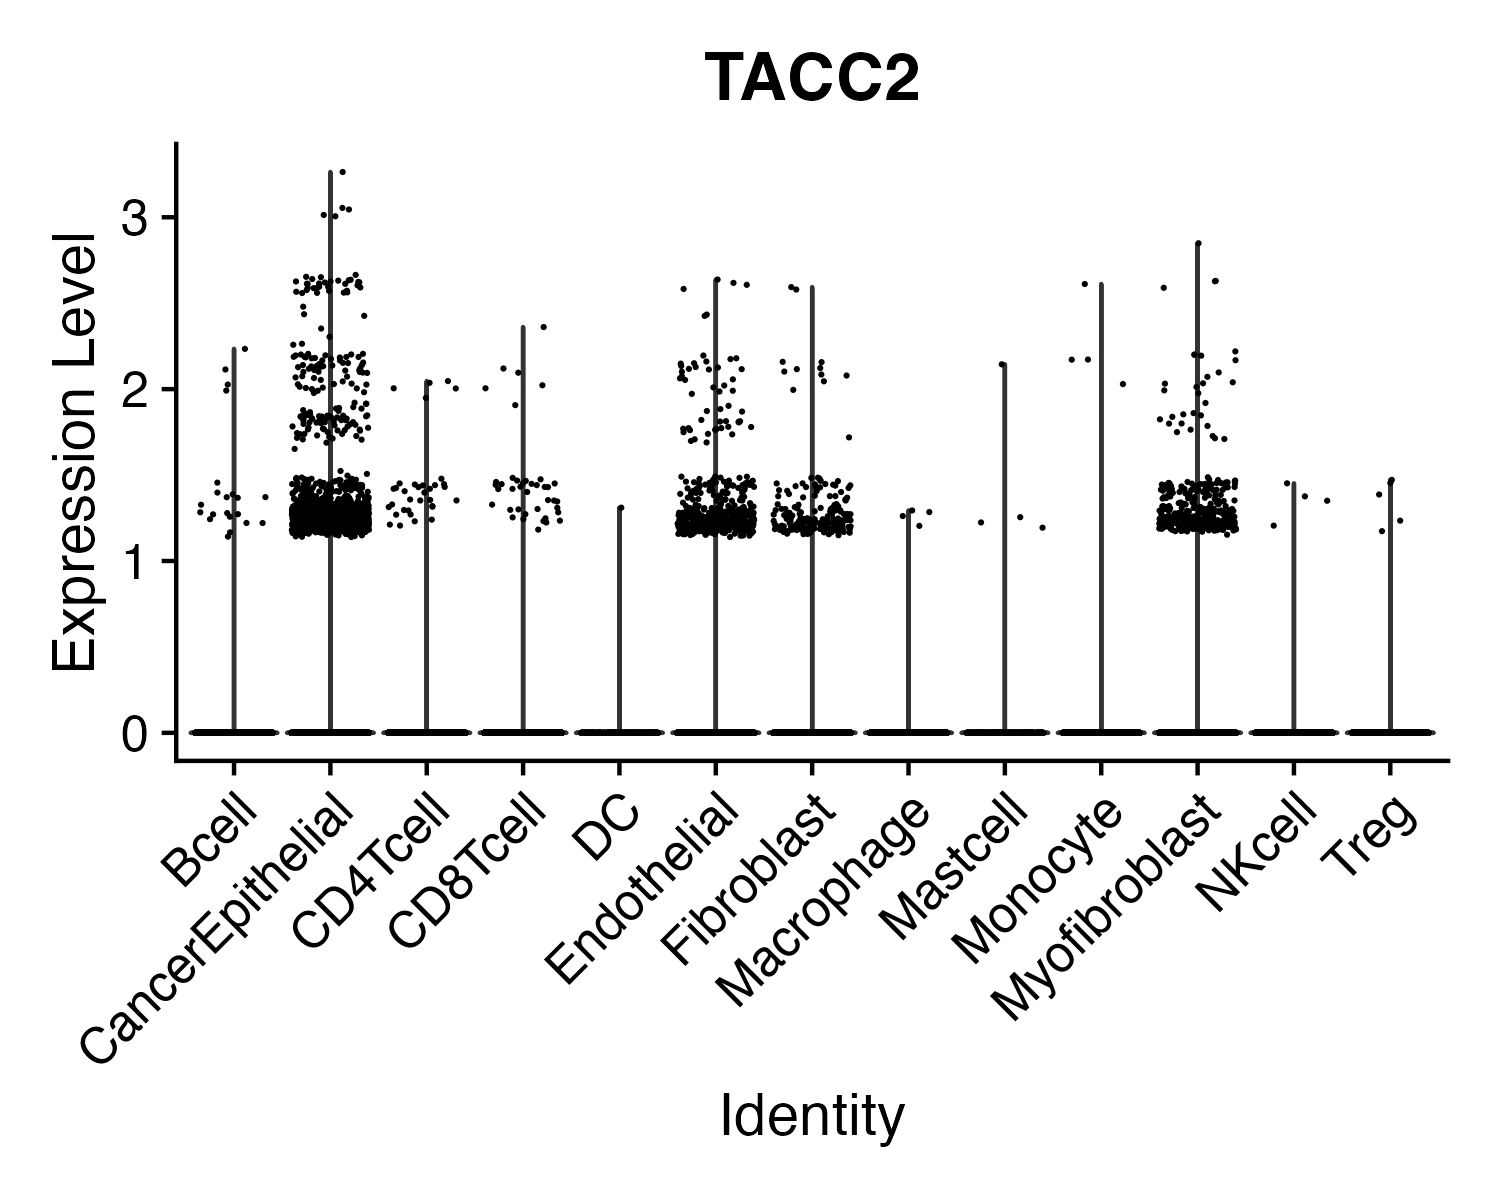 TACC2
Expression Level
3
2
1
0
Bcell
CancerEpithelial
CD4Tcell
CD8Tcell
DC
Endothelial
Fibroblast
Macrophage
Mastcell
Monocyte
Myofibroblast
NKcell
Treg
Identity